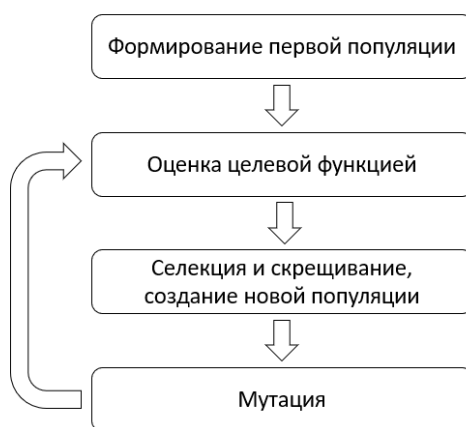 Формирование первой популяции
Оценка целевой функцией
Селекция и скрещивание,
создание новой популяции
Мутация